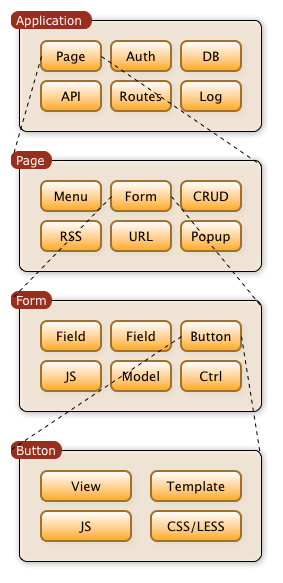 Application
Page Auth DB
API Routes Log
Page
Menu Form CRUD
RSS URL Popup
Form
Field Field Button
JS Model Ctrl
Button
View Template
JS CSS/LESS